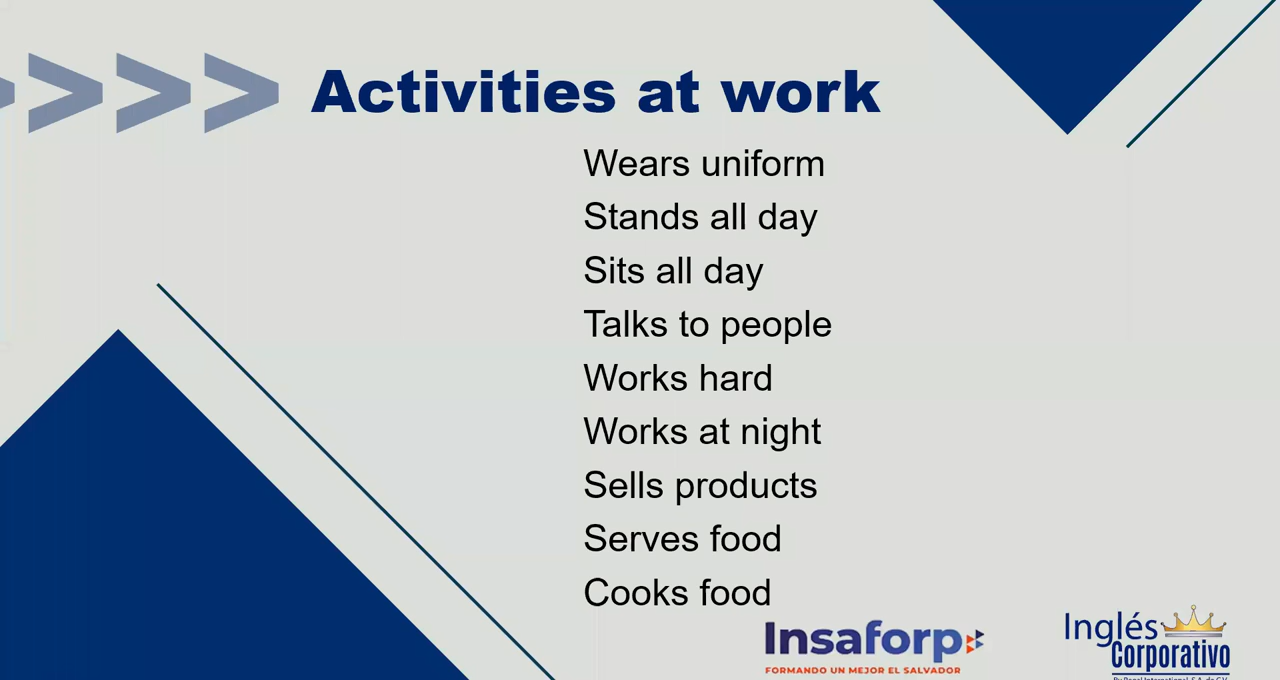 Activities at work
Wears uniform
Stands all day
Sits all day
Talks to people
Works hard
Works at night
Sells products
Serves food
Cooks food
Insaforp
FORMANDO UN MEJOR EL SALVADOR
Inglés
Corporativo